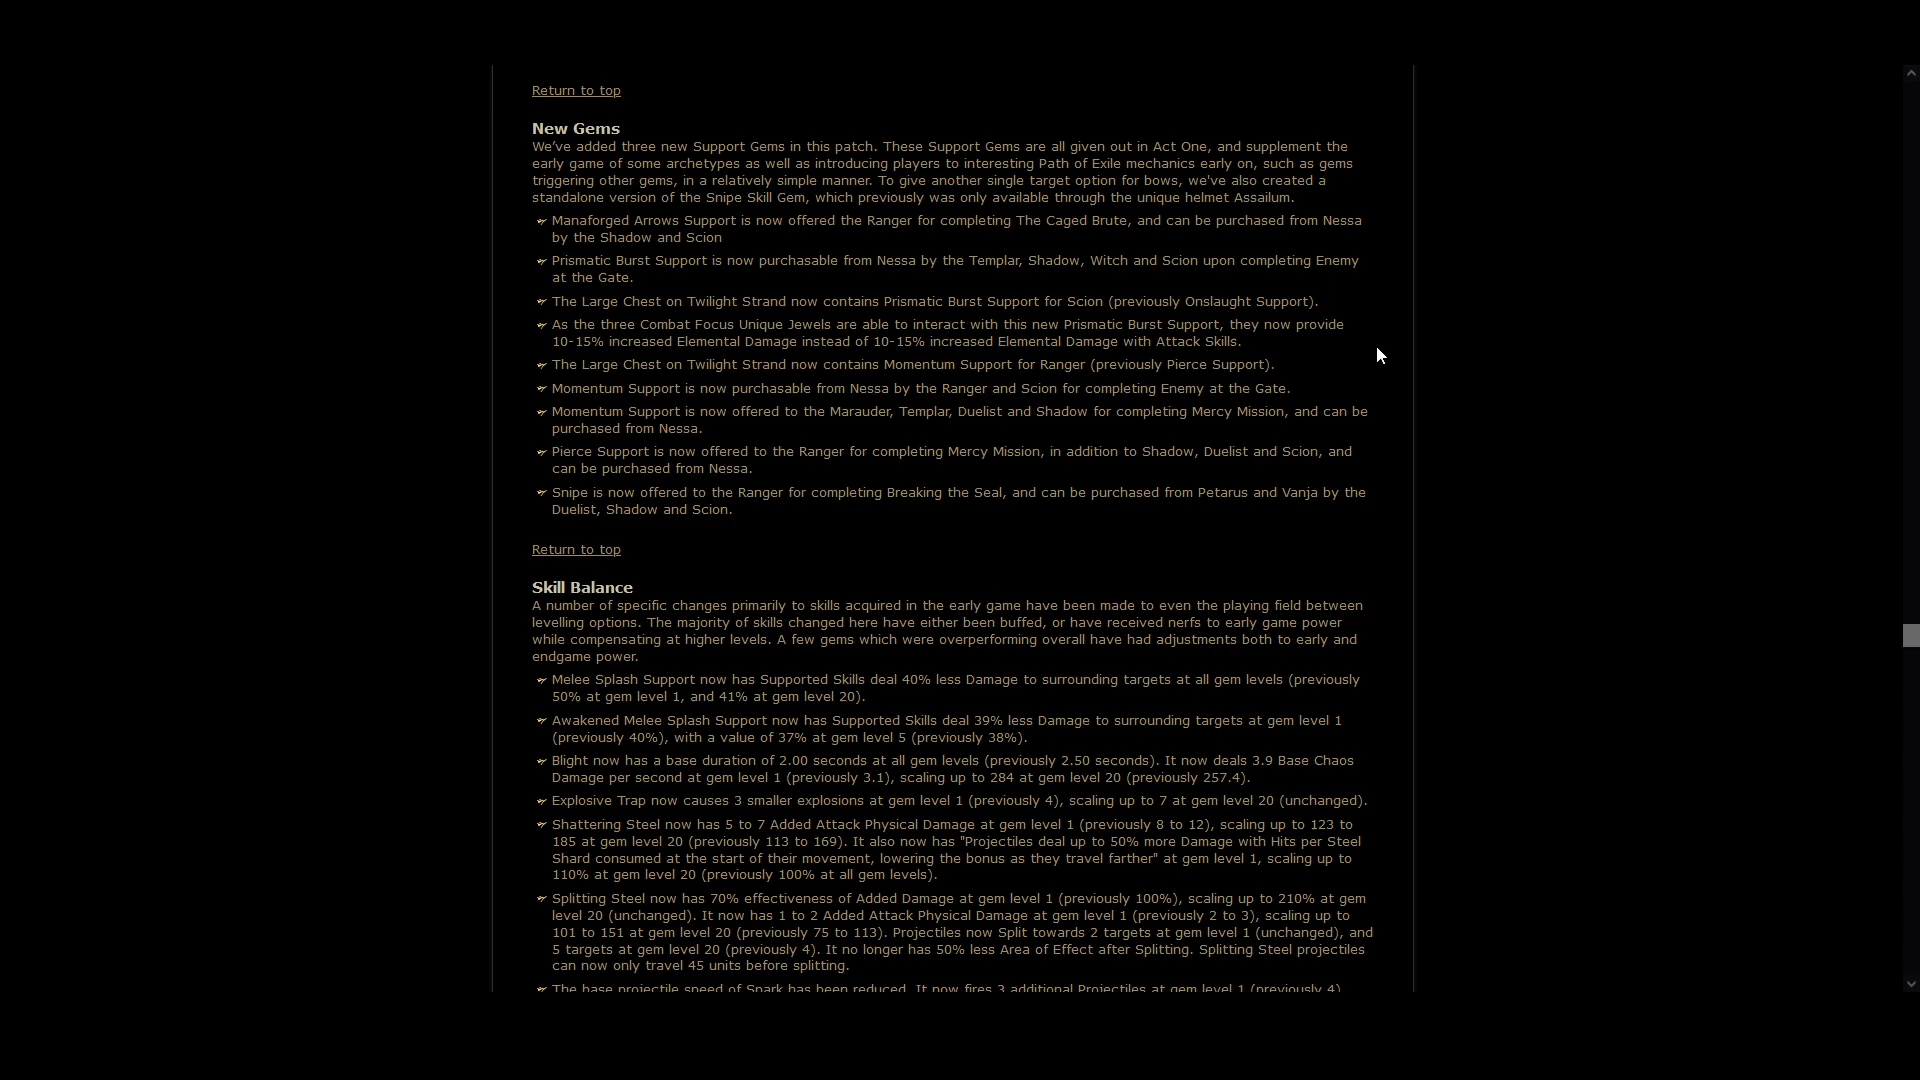 Return to top
New Gems
We've added three new Support Gems in this patch. These Support Gems are all given out in Act One, and supplement the
early game of some archetypes as well as introducing players to interesting Path of Exile mechanics early on, such as gems
triggering other gems, in a relatively simple manner. To give another single target option for bows, we've also created a
standalone version of the Snipe Skill Gem, which previously was only available through the unique helmet Assailum.
Manaforged Arrows Support is now offered the Ranger for completing The Caged Brute, and can be purchased from Nessa
by the Shadow and Scion
Prismatic Burst Support is now purchasable from Nessa by the Templar, Shadow, Witch and Scion upon completing Enemy
at the Gate.
The Large Chest on Twilight Strand now contains Prismatic Burst Support for Scion (previously Onslaught Support).
As the three Combat Focus Unique Jewels are able to interact with this new Prismatic Burst Support, they now provide
10-15% increased Elemental Damage instead of 10-15% increased Elemental Damage with Attack Skills.
The Large Chest on Twilight Strand now contains Momentum Support for Ranger (previously Pierce Support).
Momentum Support is now purchasable from Nessa by the Ranger and Scion for completing Enemy at the Gate.
Momentum Support is now offered to the Marauder, Templar, Duelist and Shadow for completing Mercy Mission, and can be
purchased from Nessa.
Pierce Support is now offered to the Ranger for completing Mercy Mission, in addition to Shadow, Duelist and Scion, and
can be purchased from Nessa.
Snipe is now offered to the Ranger for completing Breaking the Seal, and can be purchased from Petarus and Vanja by the
Duelist, Shadow and Scion.
Return to top
Skill Balance
A number of specific changes primarily to skills acquired in the early game have been made to even the playing field between
levelling options. The majority of skills changed here have either been buffed, or have received nerfs to early game power
while compensating at higher levels. A few gems which were overperforming overall have had adjustments both to early and
endgame power.
Melee Splash Support now has Supported Skills deal 40% less Damage to surrounding targets at all gem levels (previously
50% at gem level 1, and 41% at gem level 20).
Awakened Melee Splash Support now has Supported Skills deal 39% less Damage to surrounding targets at gem level 1
(previously 40%), with a value of 37% at gem level 5 (previously 38%).
Blight now has a base duration of 2.00 seconds at all gem levels (previously 2.50 seconds). It now deals 3.9 Base Chaos
Damage per second at gem level 1 (previously 3.1), scaling up to 284 at gem level 20 (previously 257.4).
Explosive Trap now causes 3 smaller explosions at gem level 1 (previously 4), scaling up to 7 at gem level 20 (unchanged).
Shattering Steel now has 5 to 7 Added Attack Physical Damage at gem level 1 (previously 8 to 12), scaling up to 123 to
185 at gem level 20 (previously 113 to 169). It also now has "Projectiles deal up to 50% more Damage with Hits per Steel
Shard consumed at the start of their movement, lowering the bonus as they travel farther" at gem level 1, scaling up to
110% at gem level 20 (previously 100% at all gem levels).
Splitting Steel now has 70% effectiveness of Added Damage at gem level 1 (previously 100%), scaling up to 210% at gem
level 20 (unchanged). It now has 1 to 2 Added Attack Physical Damage at gem level 1 (previously 2 to 3), scaling up to
101 to 151 at gem level 20 (previously 75 to 113). Projectiles now Split towards 2 targets at gem level 1 (unchanged), and
5 targets at gem level 20 (previously 4). It no longer has 50% less Area of Effect after Splitting. Splitting Steel projectiles
can now only travel 45 units before splitting.
The base projectile speed of Spark has been reduced. It now fires 3 additional Projectiles at gem level 1 (previously 4)